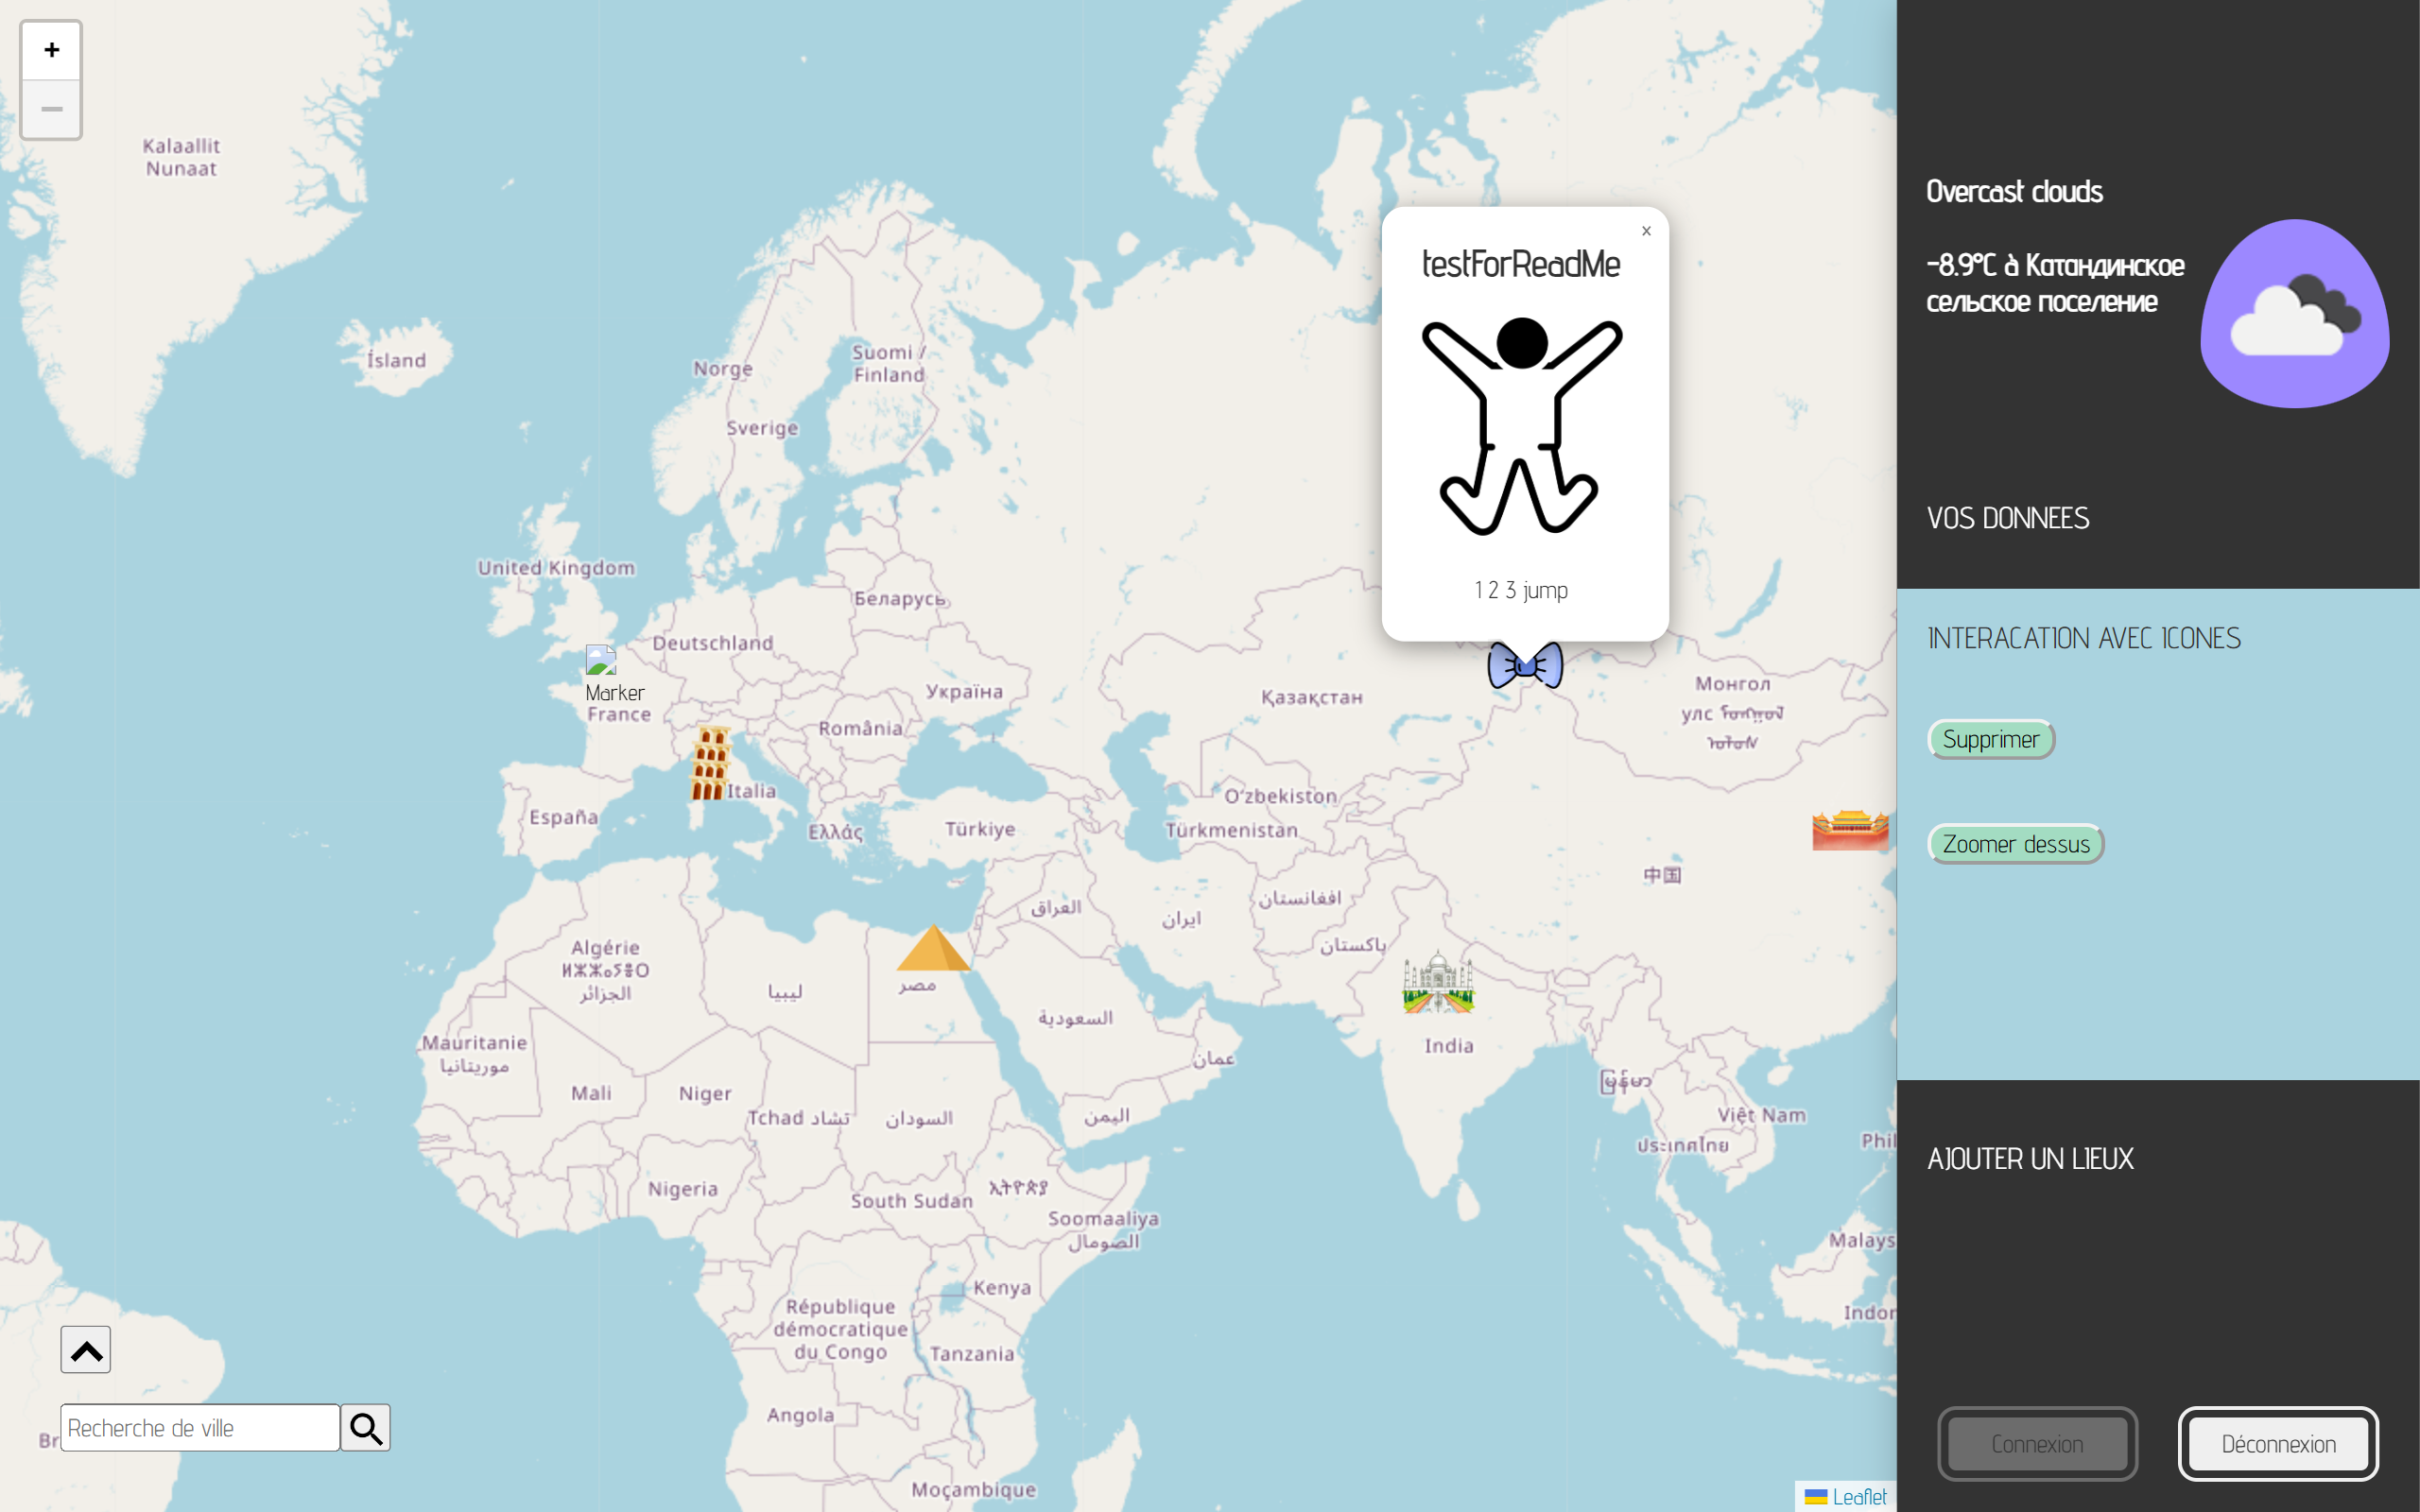 +
−
Kalaallit
Nunaat
Ísland
Norge
Suomi /
Finland
Sverige
United Kingdom
Беларусь
Deutschland
Marker
France
Україна
România
Italia
España
Ελλάς
Türkiye
Қазақстан
O'zbekiston
Türkmenistan
Монгол
улс
中国
افغانستان
العراق
ایران
پاکستان
Algérie
ⵍⵣⵣⴰⵢⴻⵔ
الجزائر
ليبيا
مصر
السعودية
عمان
India
Mauritanie
موريتانيا
Mali
Niger
Tchad تشاد
السودان
اليمن
မြန်မာ
Việt Nam
ประเทศไทย
Phil
Nigeria
South Sudan
ኢትዮጵያ
Soomaaliya
الصومال
Malays
Kenya
République
démocratique
du Congo
Indon
Tanzania
Angola
Moçambique
Br
Recherche de ville
Leaflet
×
testForReadMe
1 2 3 jump
Overcast clouds
-8.9°C à Катандинское
сельское поселение
VOS DONNEES
INTERACATION AVEC ICONES
Supprimer
Zoomer dessus
AJOUTER UN LIEUX
Connexion
Déconnexion